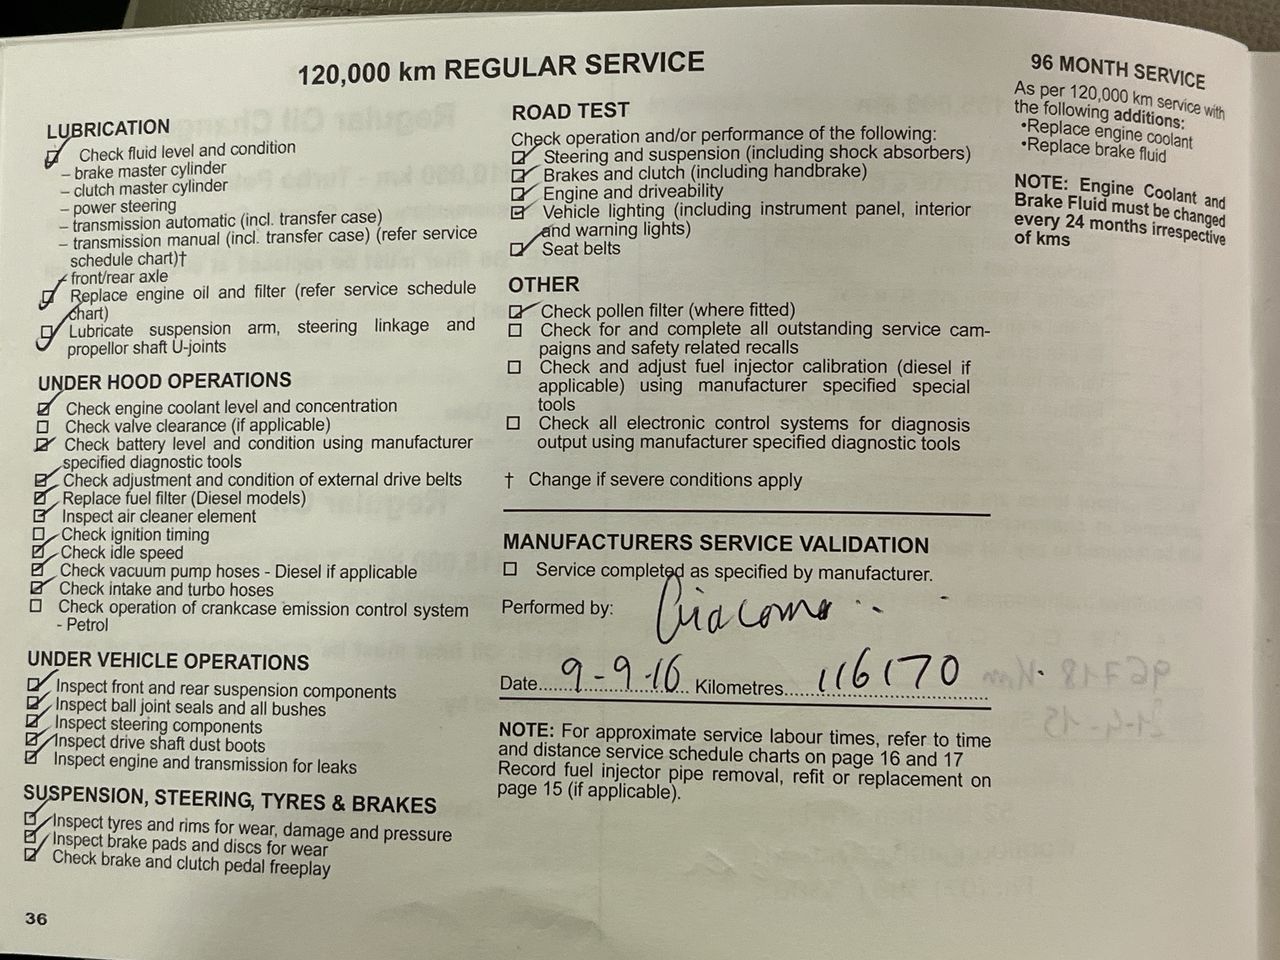 120,000 km REGULAR SERVICE
LUBRICATION
Check fluid level and condition
– brake master cylinder
– clutch master cylinder
– power steering
– transmission automatic (incl. transfer case)
– transmission manual (incl. transfer case) (refer service
schedule chart)†
– front/rear axle
Replace engine oil and filter (refer service schedule
chart)
Lubricate suspension arm, steering linkage and
propellor shaft U-joints
UNDER HOOD OPERATIONS
Check engine coolant level and concentration
Check valve clearance (if applicable)
Check battery level and condition using manufacturer
specified diagnostic tools
Check adjustment and condition of external drive belts
Replace fuel filter (Diesel models)
Inspect air cleaner element
Check ignition timing
Check idle speed
Check vacuum pump hoses - Diesel if applicable
Check intake and turbo hoses
Check operation of crankcase emission control system
- Petrol
UNDER VEHICLE OPERATIONS
Inspect front and rear suspension components
Inspect ball joint seals and all bushes
Inspect steering components
Inspect drive shaft dust boots
Inspect engine and transmission for leaks
SUSPENSION, STEERING, TYRES & BRAKES
Inspect tyres and rims for wear, damage and pressure
Inspect brake pads and discs for wear
Check brake and clutch pedal freeplay
36
ROAD TEST
Check operation and/or performance of the following:
Steering and suspension (including shock absorbers)
Brakes and clutch (including handbrake)
Engine and driveability
Vehicle lighting (including instrument panel, interior
and warning lights)
Seat belts
OTHER
Check pollen filter (where fitted)
Check for and complete all outstanding service cam-
paigns and safety related recalls
Check and adjust fuel injector calibration (diesel if
applicable) using manufacturer specified special
tools
Check all electronic control systems for diagnosis
output using manufacturer specified diagnostic tools
† Change if severe conditions apply
MANUFACTURERS SERVICE VALIDATION
Service completed as specified by manufacturer.
Performed by: Giacomo
Date 9-9-16 Kilometres 116170
NOTE: For approximate service labour times, refer to time
and distance service schedule charts on page 16 and 17
Record fuel injector pipe removal, refit or replacement on
page 15 (if applicable).
96 MONTH SERVICE
As per 120,000 km service with
the following additions:
•Replace engine coolant
•Replace brake fluid
NOTE: Engine Coolant and
Brake Fluid must be changed
every 24 months irrespective
of kms